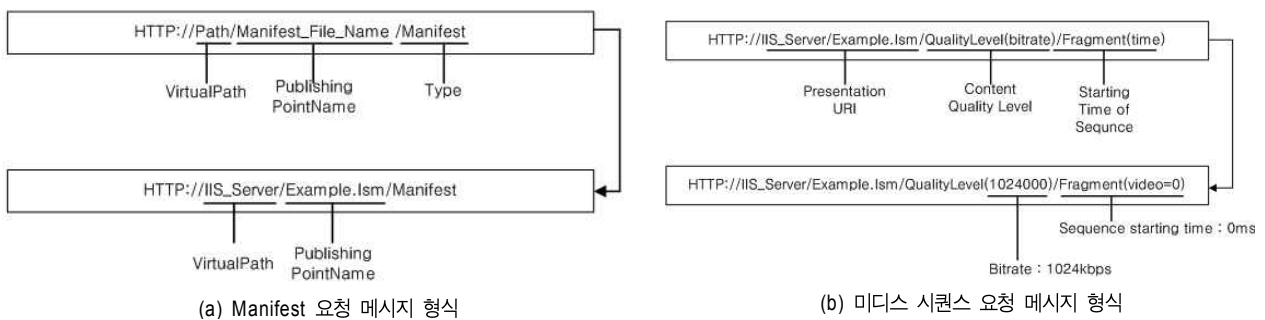 HTTP://Path/Manifest_File_Name /Manifest
VirtualPath
Publishing
PointName
Type
HTTP://IIS_Server/Example.Ism/Manifest
VirtualPath
Publishing
PointName
(a) Manifest 요청 메시지 형식
HTTP://IIS_Server/Example.Ism/QualityLevel(bitrate)/Fragment(time)
Presentation
URI
Content
Quality Level
Starting
Time of
Sequnce
HTTP://IIS_Server/Example.Ism/QualityLevel(1024000)/Fragment(video=0)
Sequence starting time : 0ms
Bitrate : 1024kbps
(b) 미디스 시퀀스 요청 메시지 형식